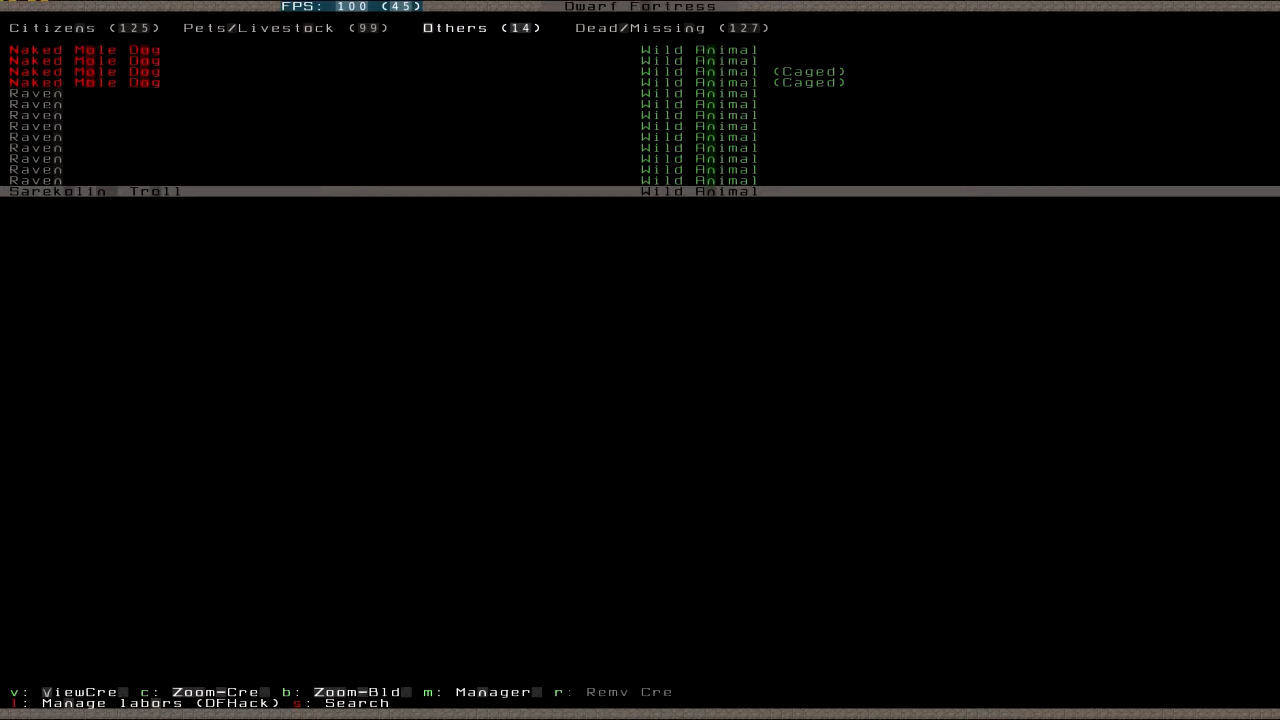 FPS: 100 (45) Dwarf Fortress
Citizens (125) Pets/Livestock (99) Others (14) Dead/Missing (127)
Naked Mole Dog Wild Animal
Naked Mole Dog Wild Animal
Naked Mole Dog Wild Animal (Caged)
Naked Mole Dog Wild Animal (Caged)
Raven Wild Animal
Raven Wild Animal
Raven Wild Animal
Raven Wild Animal
Raven Wild Animal
Raven Wild Animal
Raven Wild Animal
Raven Wild Animal
Raven Wild Animal
Sarekolin, Troll Wild Animal
v: ViewCre c: Zoom-Cre b: Zoom-Bld m: Manager r: Remv Cre
l: Manage labors (DFHack) s: Search